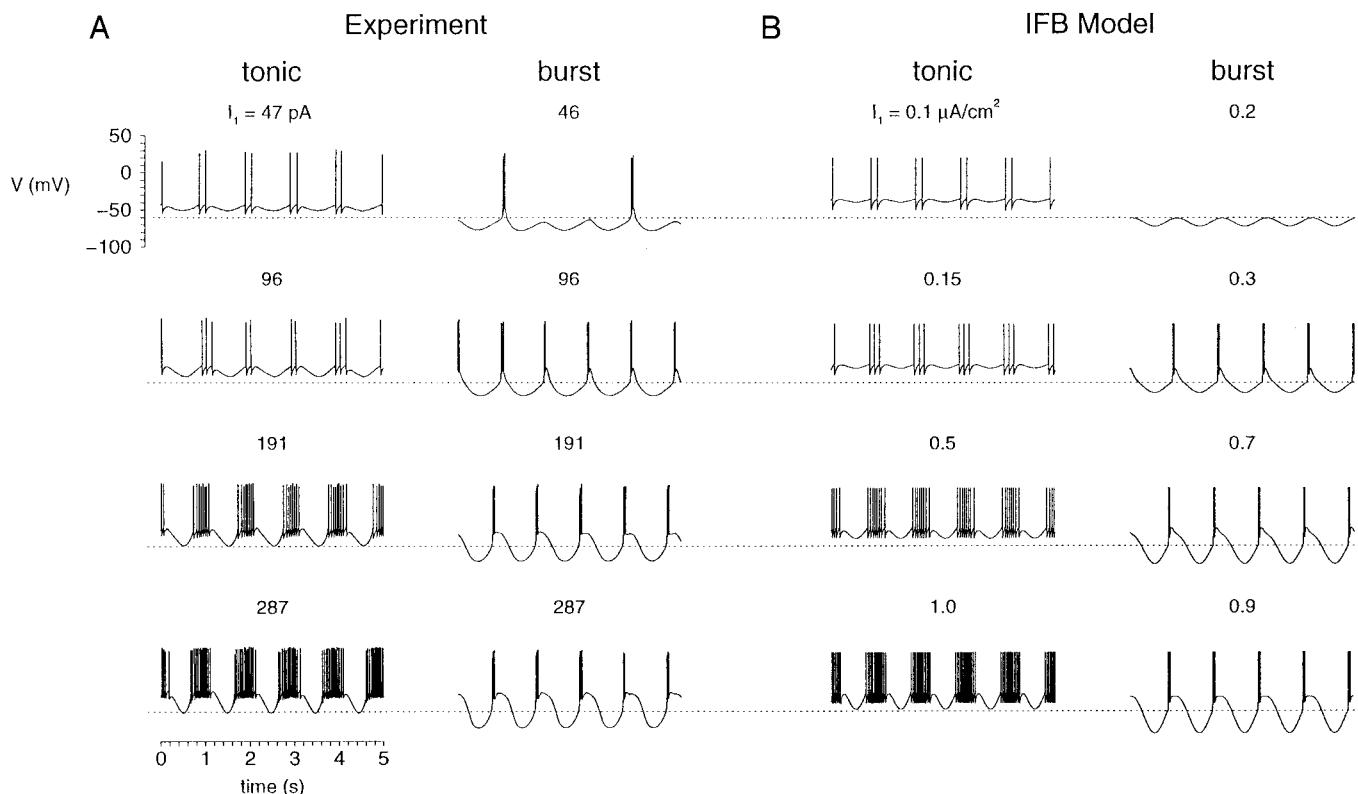 A Experiment B IFB Model
tonic burst tonic burst
I₁ = 47 pA 46 I₁ = 0.1 μA/cm² 0.2
50
0
V (mV)
−50
−100
96 96 0.15 0.3
191 191 0.5 0.7
287 287 1.0 0.9
0 1 2 3 4 5
time (s)